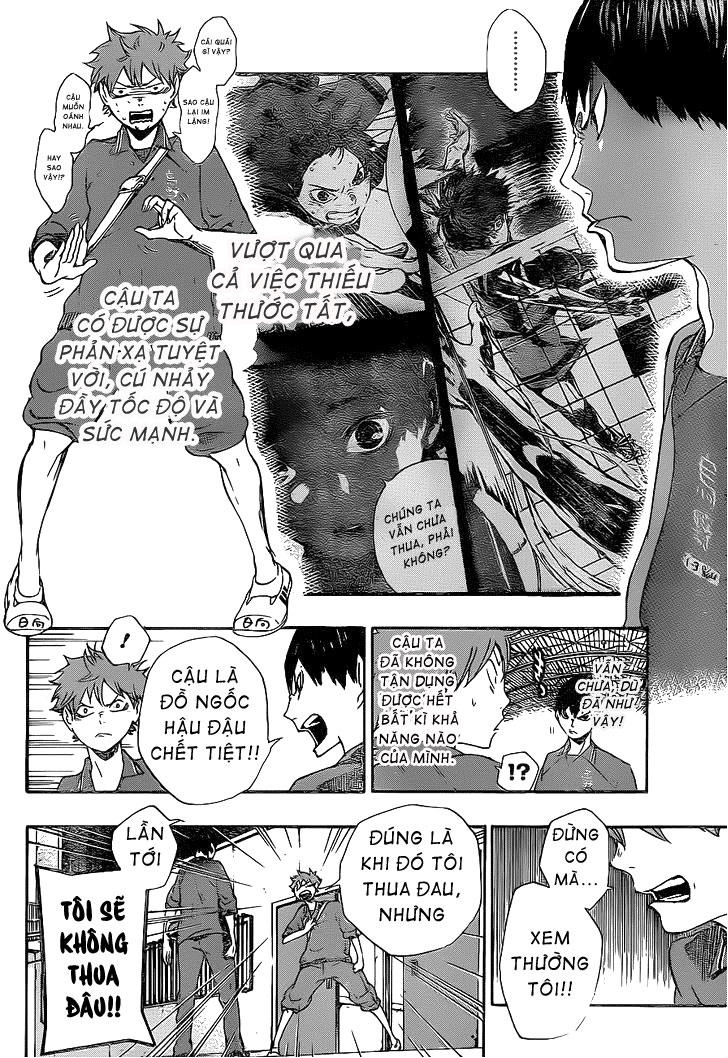 .........
VƯỢT QUA
CẢ VIỆC THIẾU
THƯỚC TẤT,
CHÚNG TA
VẪN CHƯA
THUA, PHẢI
KHÔNG?
CÁI QUÁI
GÌ VẬY?
SAO CẬU
LẠI IM
LẶNG!
CẬU
MUỐN
OÁNH
NHAU.
HAY
SAO VẬY!?
CẬU TA
CÓ ĐƯỢC SỰ
PHẢN XẠ TUYỆT
VỜI, CÚ NHẢY
ĐẦY TỐC ĐỘ VÀ
SỨC MẠNH.
VẪN
CHƯA, DÙ
ĐÃ NHƯ
VẬY!
!?
CẬU TA
ĐÃ KHÔNG
TẬN DỤNG
ĐƯỢC HẾT
BẤT KÌ KHẢ
NĂNG NÀO
CỦA MÌNH.
CẬU LÀ
ĐỒ NGỐC
HẬU ĐẬU
CHẾT TIỆT!!
!
ĐỪNG
CÓ
MÀ...
XEM
THƯỜNG
TÔI!!
ĐÚNG LÀ
KHI ĐÓ TÔI
THUA ĐAU,
NHƯNG
LẦN
TỚI
TÔI SẼ
KHÔNG
THUA
ĐÂU!!